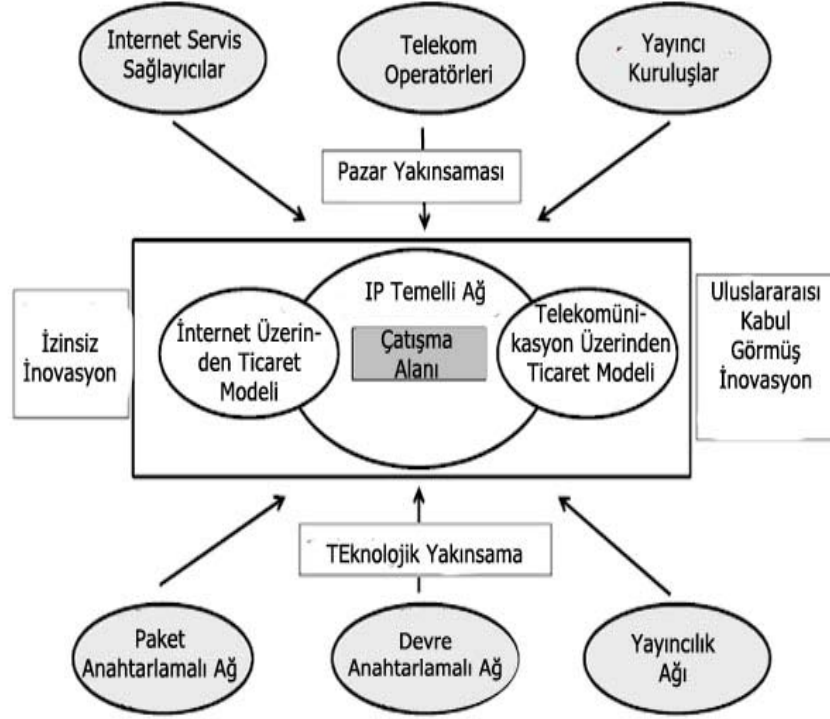 Internet Servis
Sağlayıcılar
Telekom
Operatörleri
Yayıncı
Kuruluşlar
Pazar Yakınsaması
İzinsiz
İnovasyon
İnternet Üzerin-
den Ticaret
Modeli
IP Temelli Ağ
Çatışma
Alanı
Telekomüni-
kasyon Üzerinden
Ticaret Modeli
Uluslararaısı
Kabul
Görmüş
İnovasyon
TEknolojik Yakınsama
Paket
Anahtarlamalı Ağ
Devre
Anahtarlamalı Ağ
Yayıncılık
Ağı